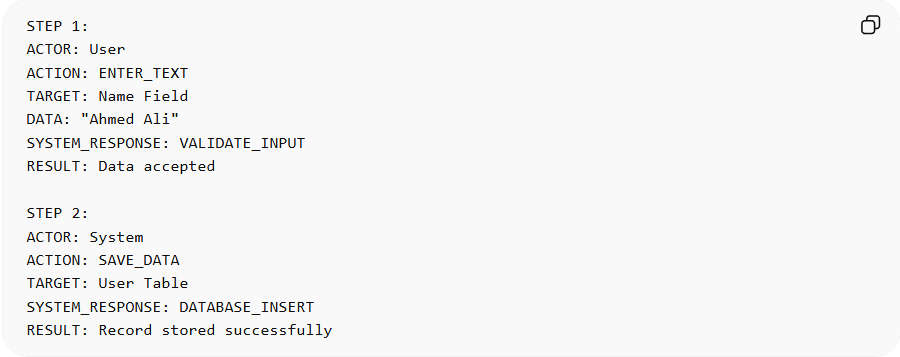 STEP 1:
ACTOR: User
ACTION: ENTER_TEXT
TARGET: Name Field
DATA: "Ahmed Ali"
SYSTEM_RESPONSE: VALIDATE_INPUT
RESULT: Data accepted

STEP 2:
ACTOR: System
ACTION: SAVE_DATA
TARGET: User Table
SYSTEM_RESPONSE: DATABASE_INSERT
RESULT: Record stored successfully